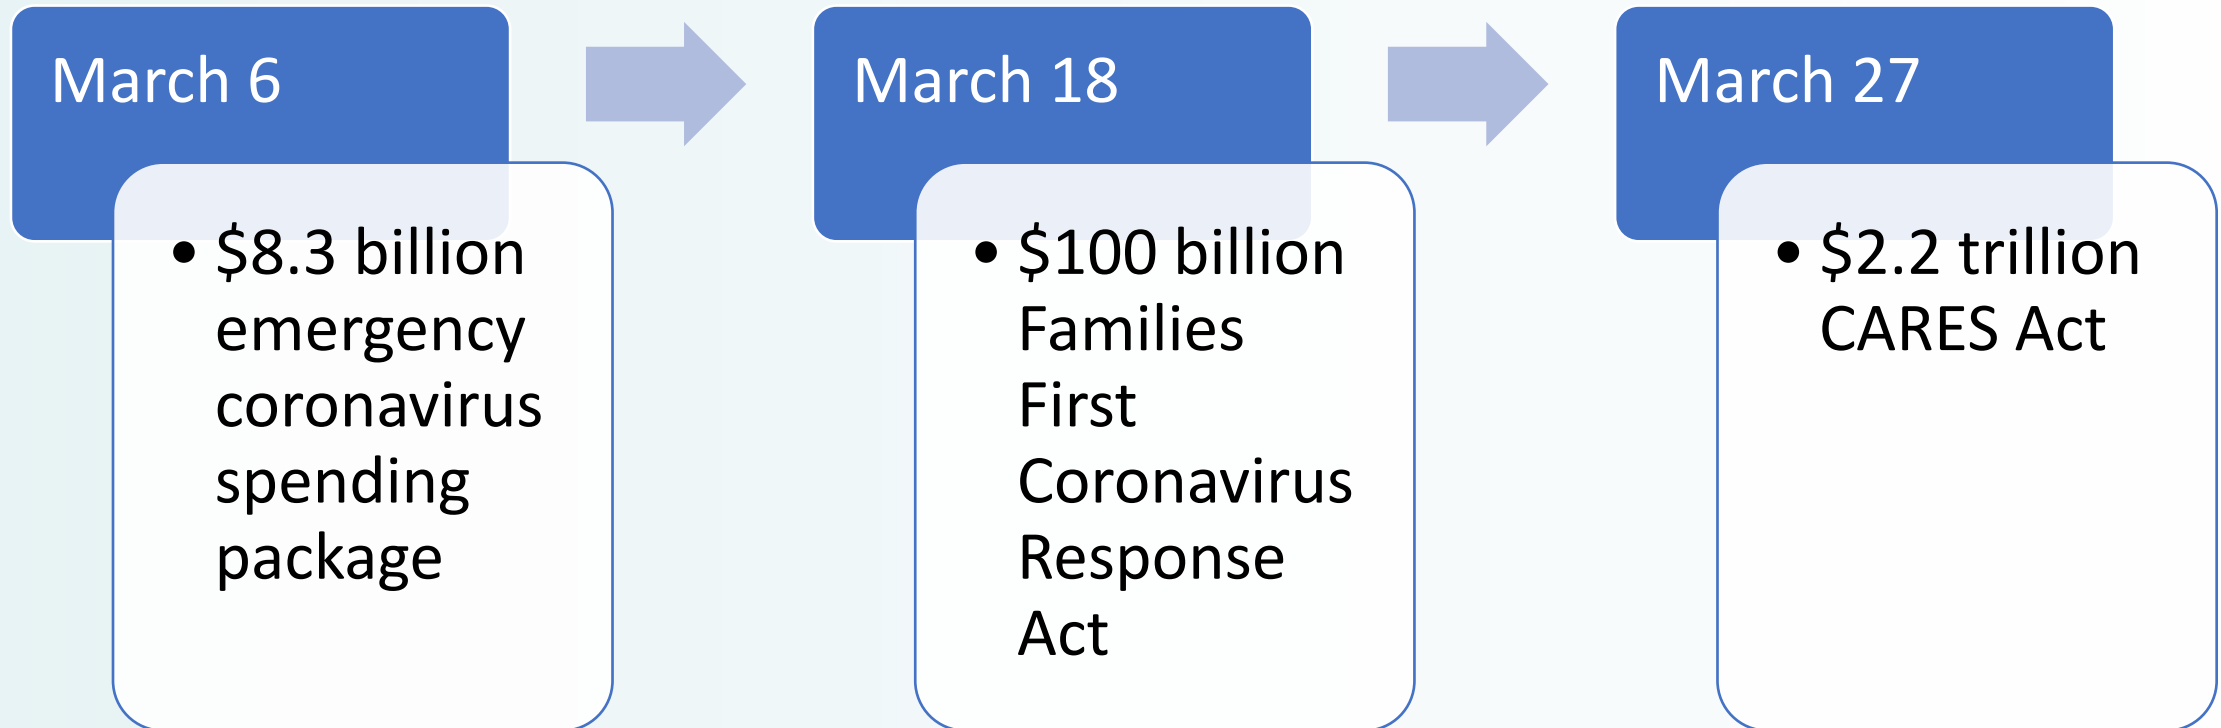 March 6
• $8.3 billion
emergency
coronavirus
spending
package
March 18
• $100 billion
Families
First
Coronavirus
Response
Act
March 27
• $2.2 trillion
CARES Act